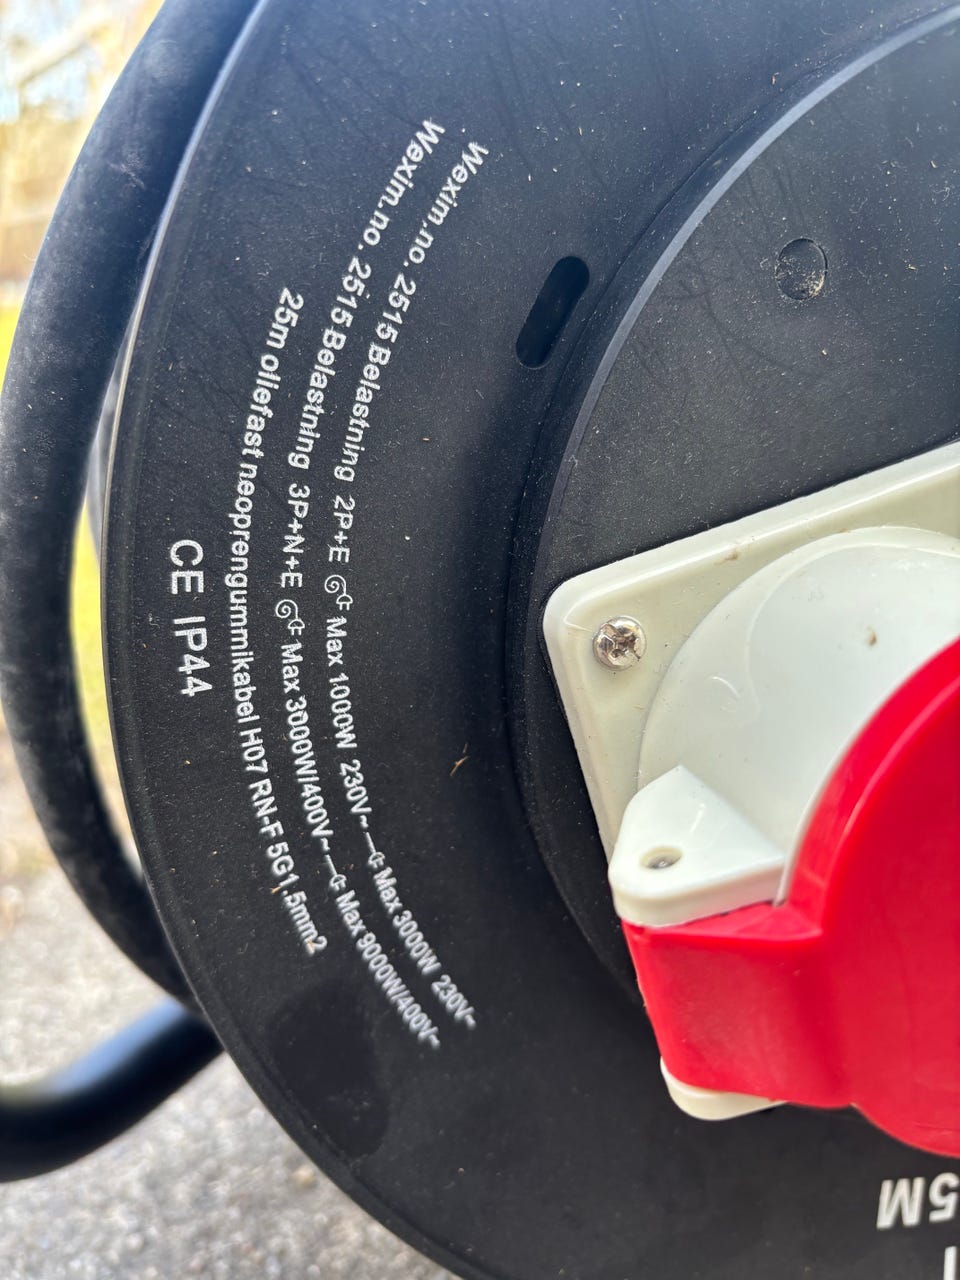 Wexim.no. 2515 Belastning 2P+E Max 1000W 230V~ Max 3000W 230V~
Wexim.no. 2515 Belastning 3P+N+E Max 3000W/400V~ Max 9000W/400V~
25m oliefast neoprengummikabel H07 RN-F 5G1.5mm2
CE IP44
5M